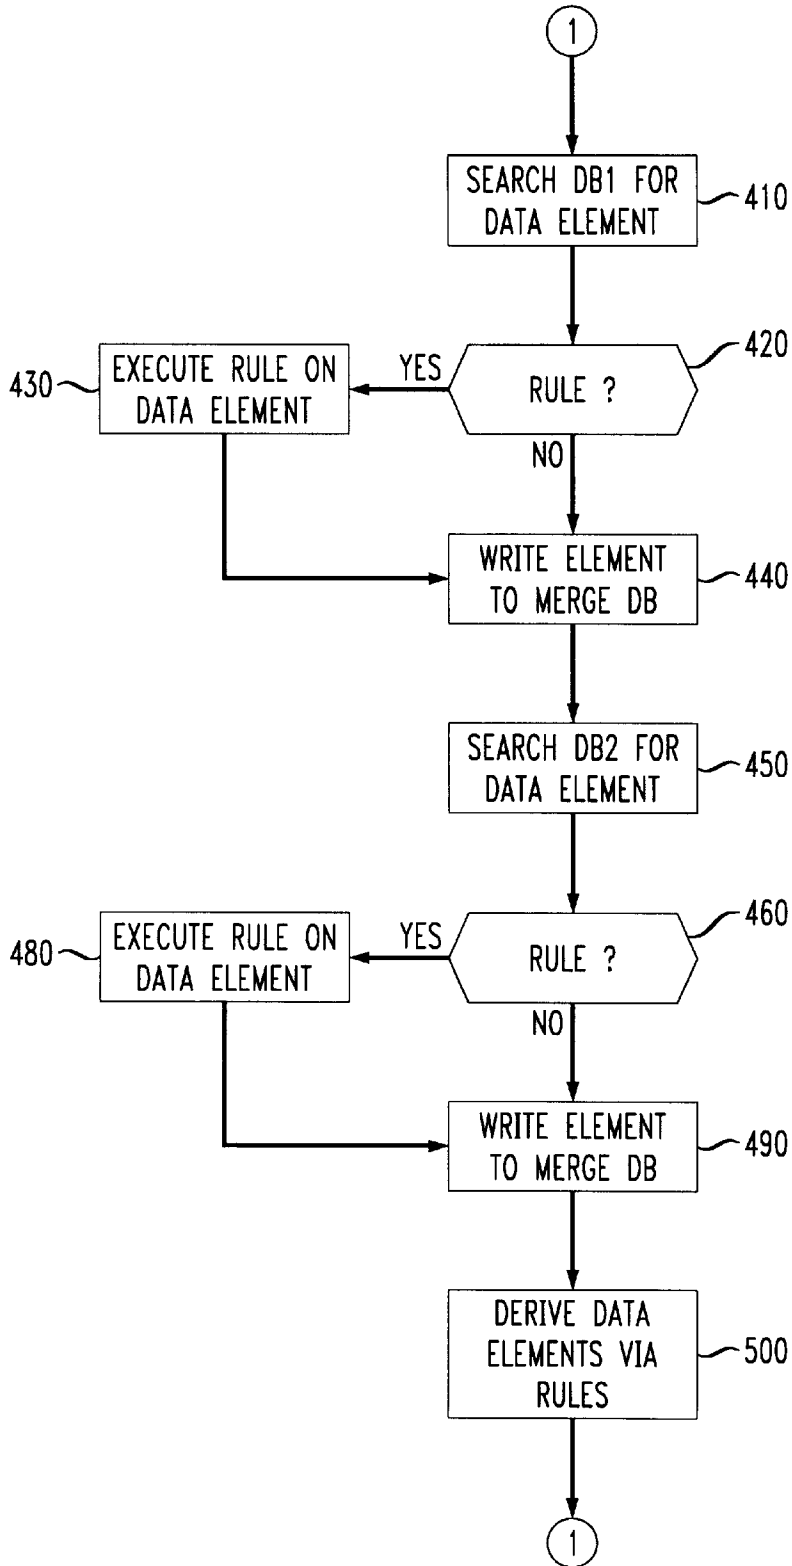 1
SEARCH DB1 FOR
DATA ELEMENT
410
420
EXECUTE RULE ON
DATA ELEMENT
430
YES
RULE ?
NO
WRITE ELEMENT
TO MERGE DB
440
SEARCH DB2 FOR
DATA ELEMENT
450
460
EXECUTE RULE ON
DATA ELEMENT
480
YES
RULE ?
NO
WRITE ELEMENT
TO MERGE DB
490
DERIVE DATA
ELEMENTS VIA
RULES
500
1